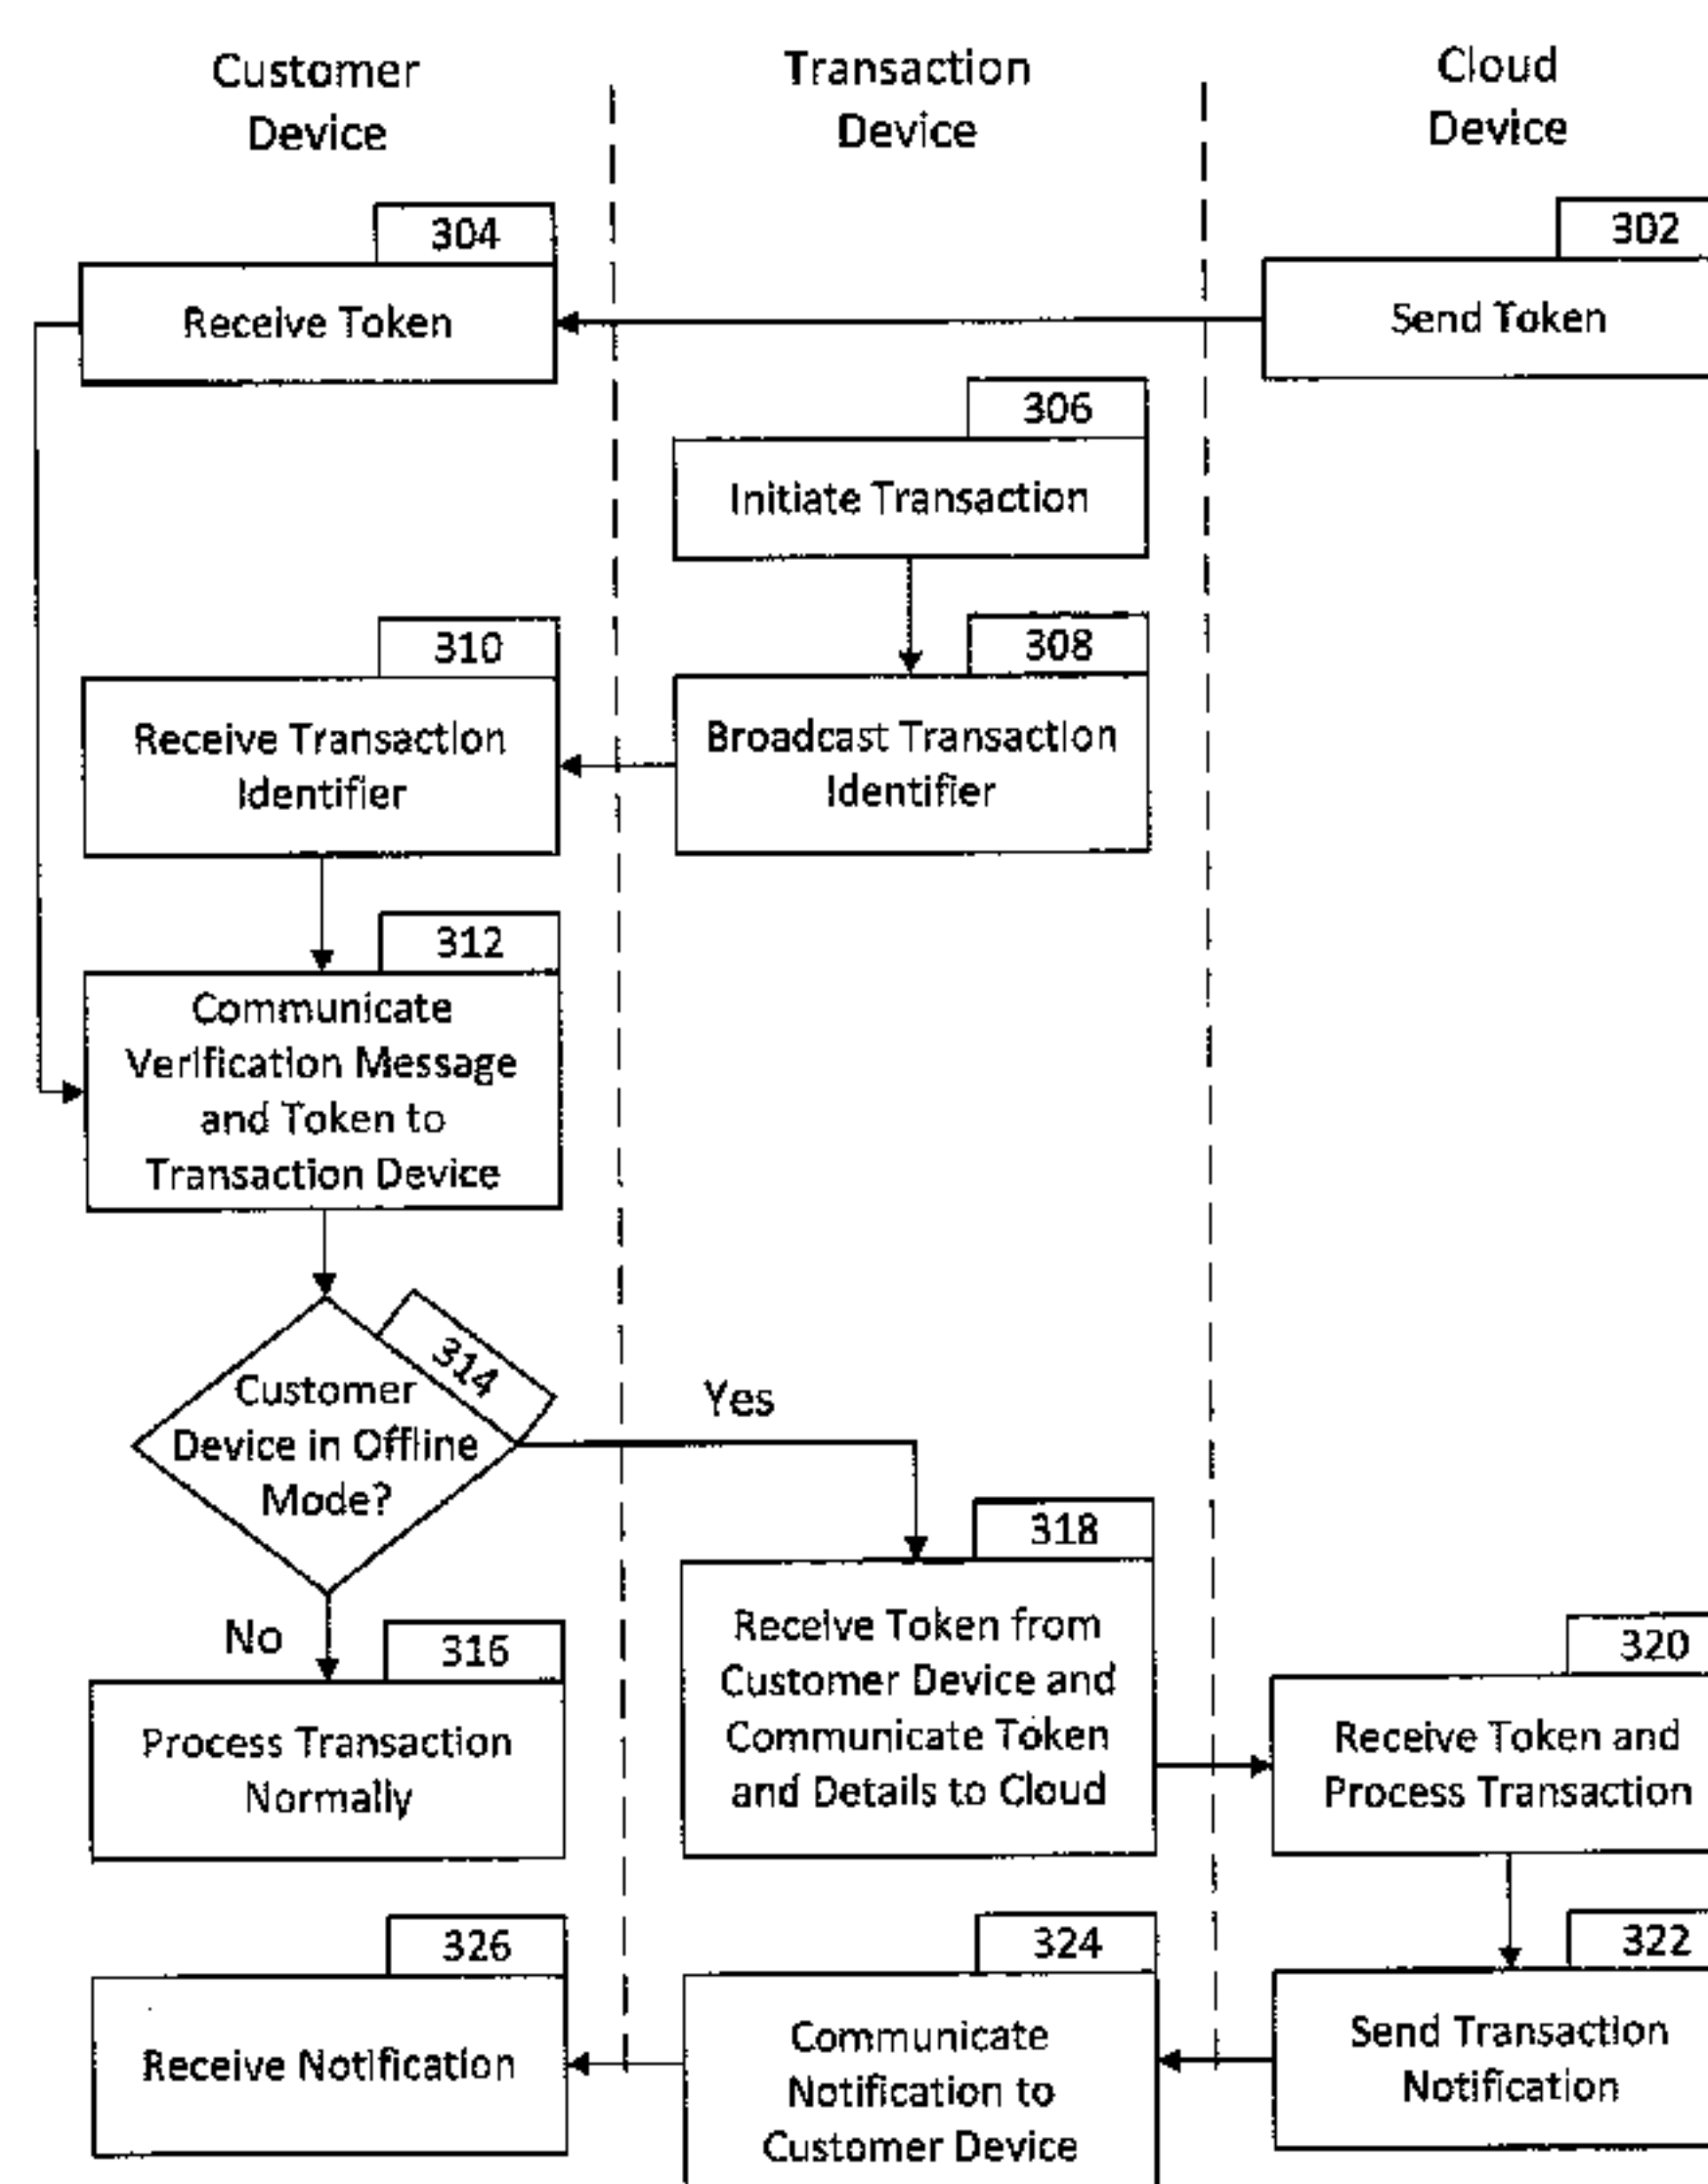 Customer
Device
Transaction
Device
Cloud
Device
304
Receive Token
302
Send Token
306
Initiate Transaction
310
Receive Transaction
Identifier
308
Broadcast Transaction
Identifier
312
Communicate
Verification Message
and Token to
Transaction Device
314
Customer
Device in Offline
Mode?
Yes
No
316
Process Transaction
Normally
318
Receive Token from
Customer Device and
Communicate Token
and Details to Cloud
320
Receive Token and
Process Transaction
326
Receive Notification
324
Communicate
Notification to
Customer Device
322
Send Transaction
Notification